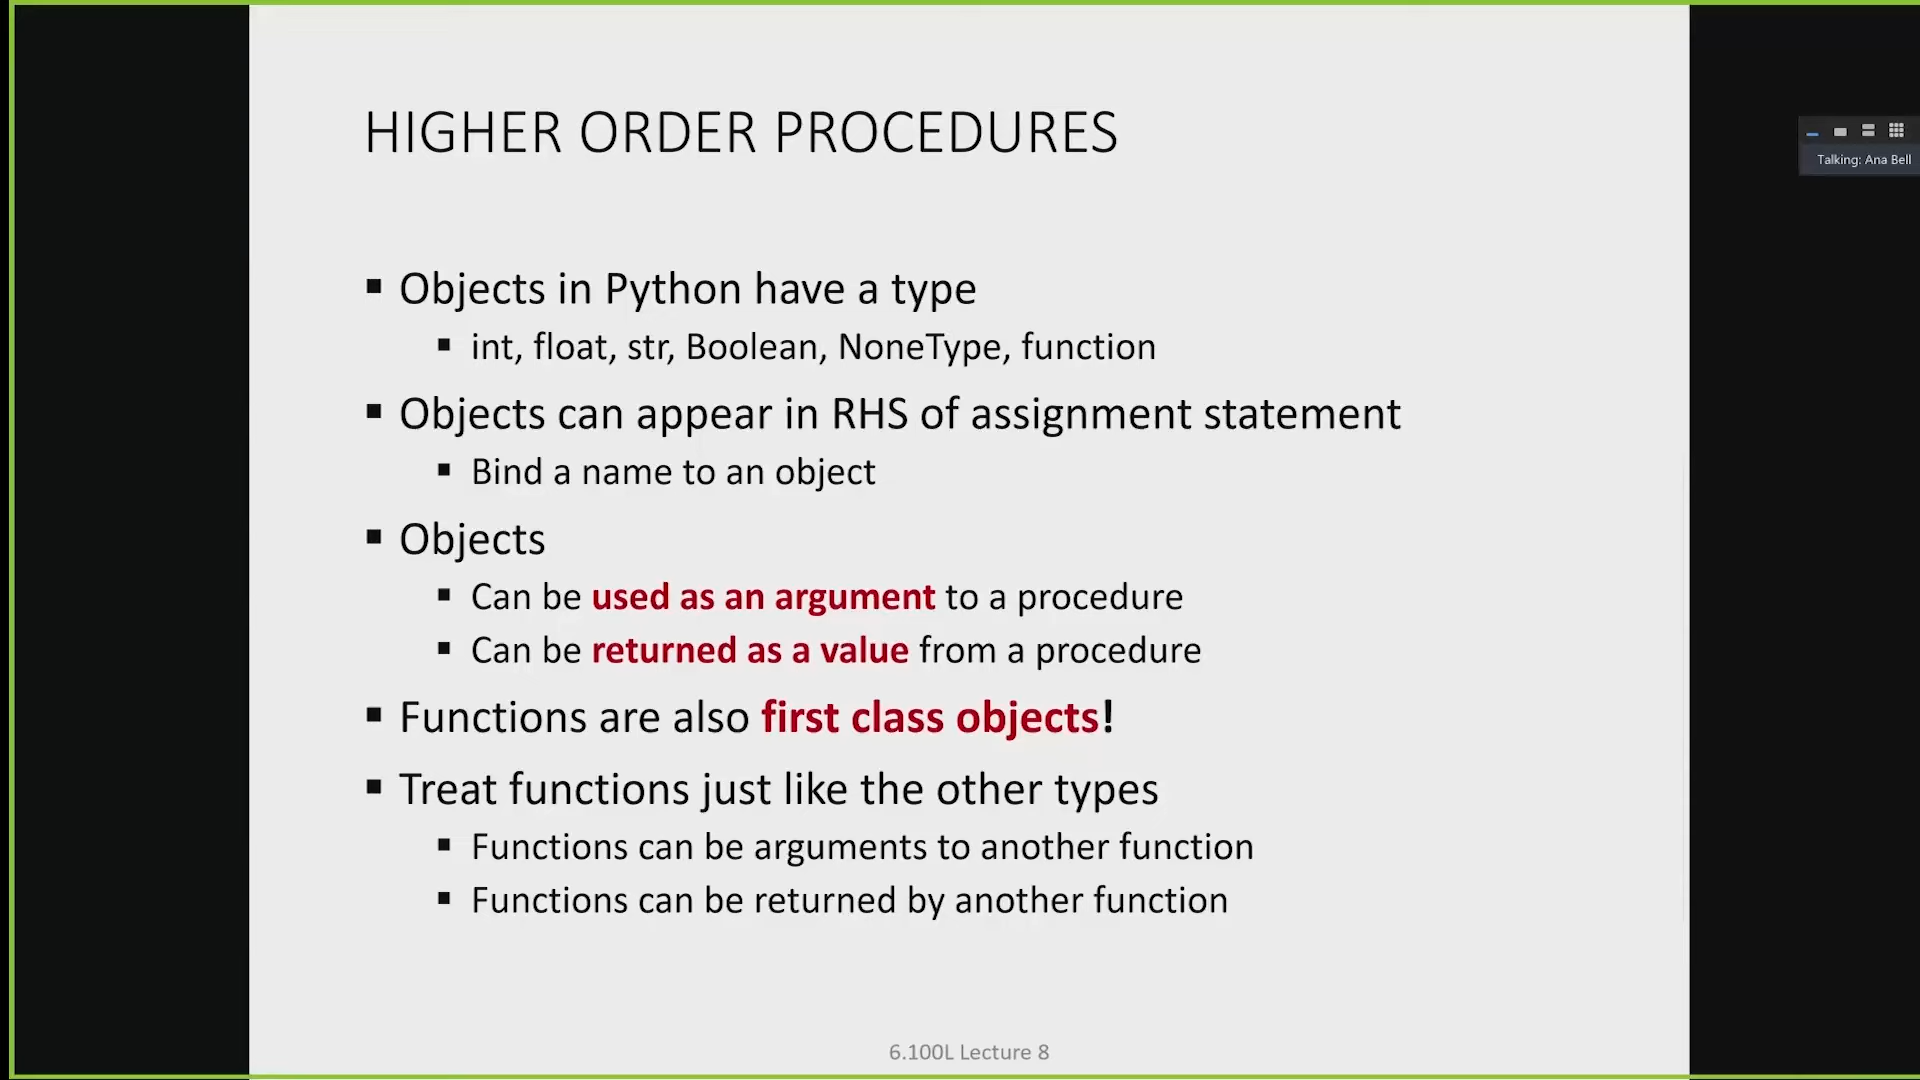 HIGHER ORDER PROCEDURES
Talking: Ana Bell
▪ Objects in Python have a type
▪ int, float, str, Boolean, NoneType, function
▪ Objects can appear in RHS of assignment statement
▪ Bind a name to an object
▪ Objects
▪ Can be used as an argument to a procedure
▪ Can be returned as a value from a procedure
▪ Functions are also first class objects!
▪ Treat functions just like the other types
▪ Functions can be arguments to another function
▪ Functions can be returned by another function
6.100L Lecture 8